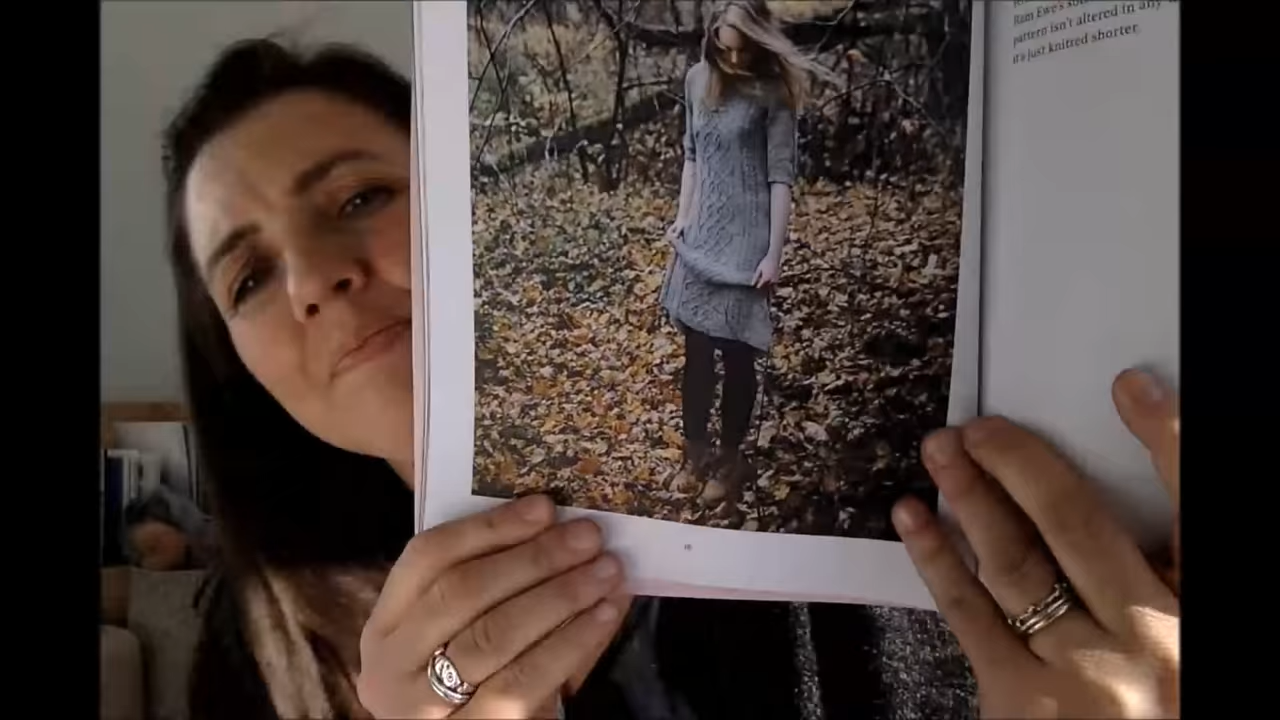 Ram Ewe's
pattern isn't altered in any
it's just knitted shorter